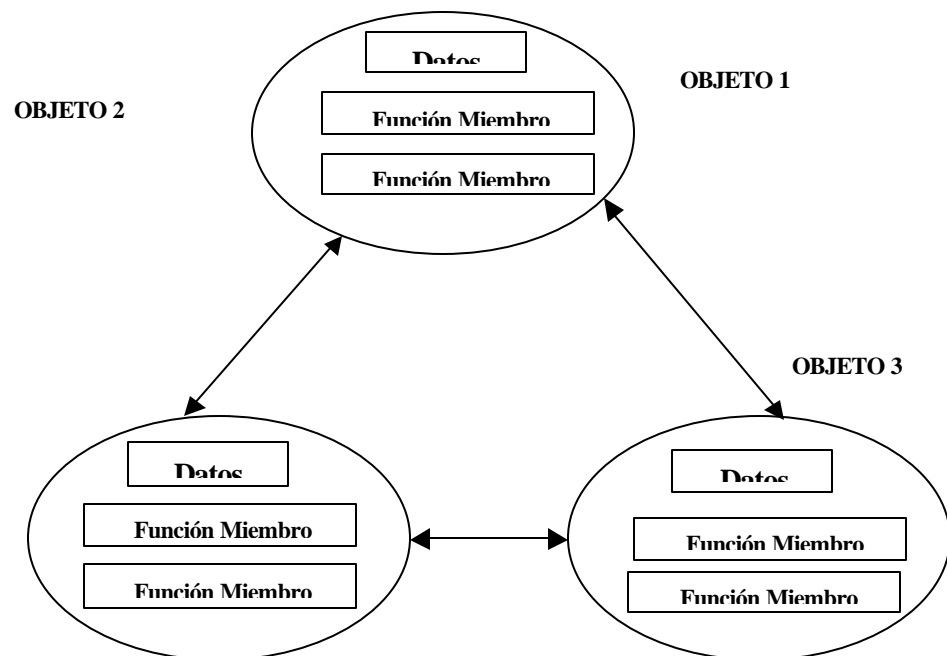 Datos
OBJETO 1
OBJETO 2
Función Miembro
Función Miembro
OBJETO 3
Datos
Datos
Función Miembro
Función Miembro
Función Miembro
Función Miembro